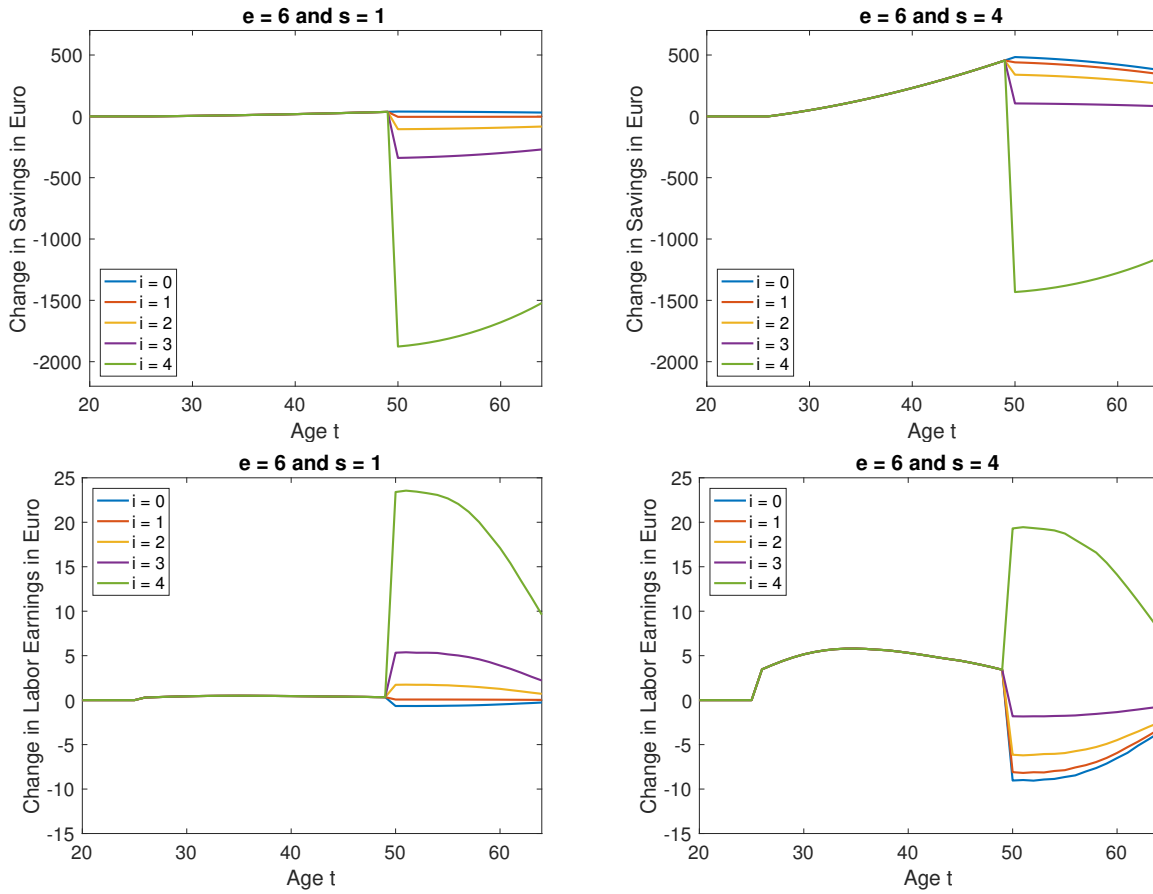 e = 6 and s = 1
Change in Savings in Euro
500
0
-500
-1000
-1500
-2000
i = 0
i = 1
i = 2
i = 3
i = 4
20
30
40
50
60
Age t
e = 6 and s = 4
Change in Savings in Euro
500
0
-500
-1000
-1500
-2000
i = 0
i = 1
i = 2
i = 3
i = 4
20
30
40
50
60
Age t
e = 6 and s = 1
Change in Labor Earnings in Euro
25
20
15
10
5
0
-5
-10
-15
i = 0
i = 1
i = 2
i = 3
i = 4
20
30
40
50
60
Age t
e = 6 and s = 4
Change in Labor Earnings in Euro
25
20
15
10
5
0
-5
-10
-15
i = 0
i = 1
i = 2
i = 3
i = 4
20
30
40
50
60
Age t